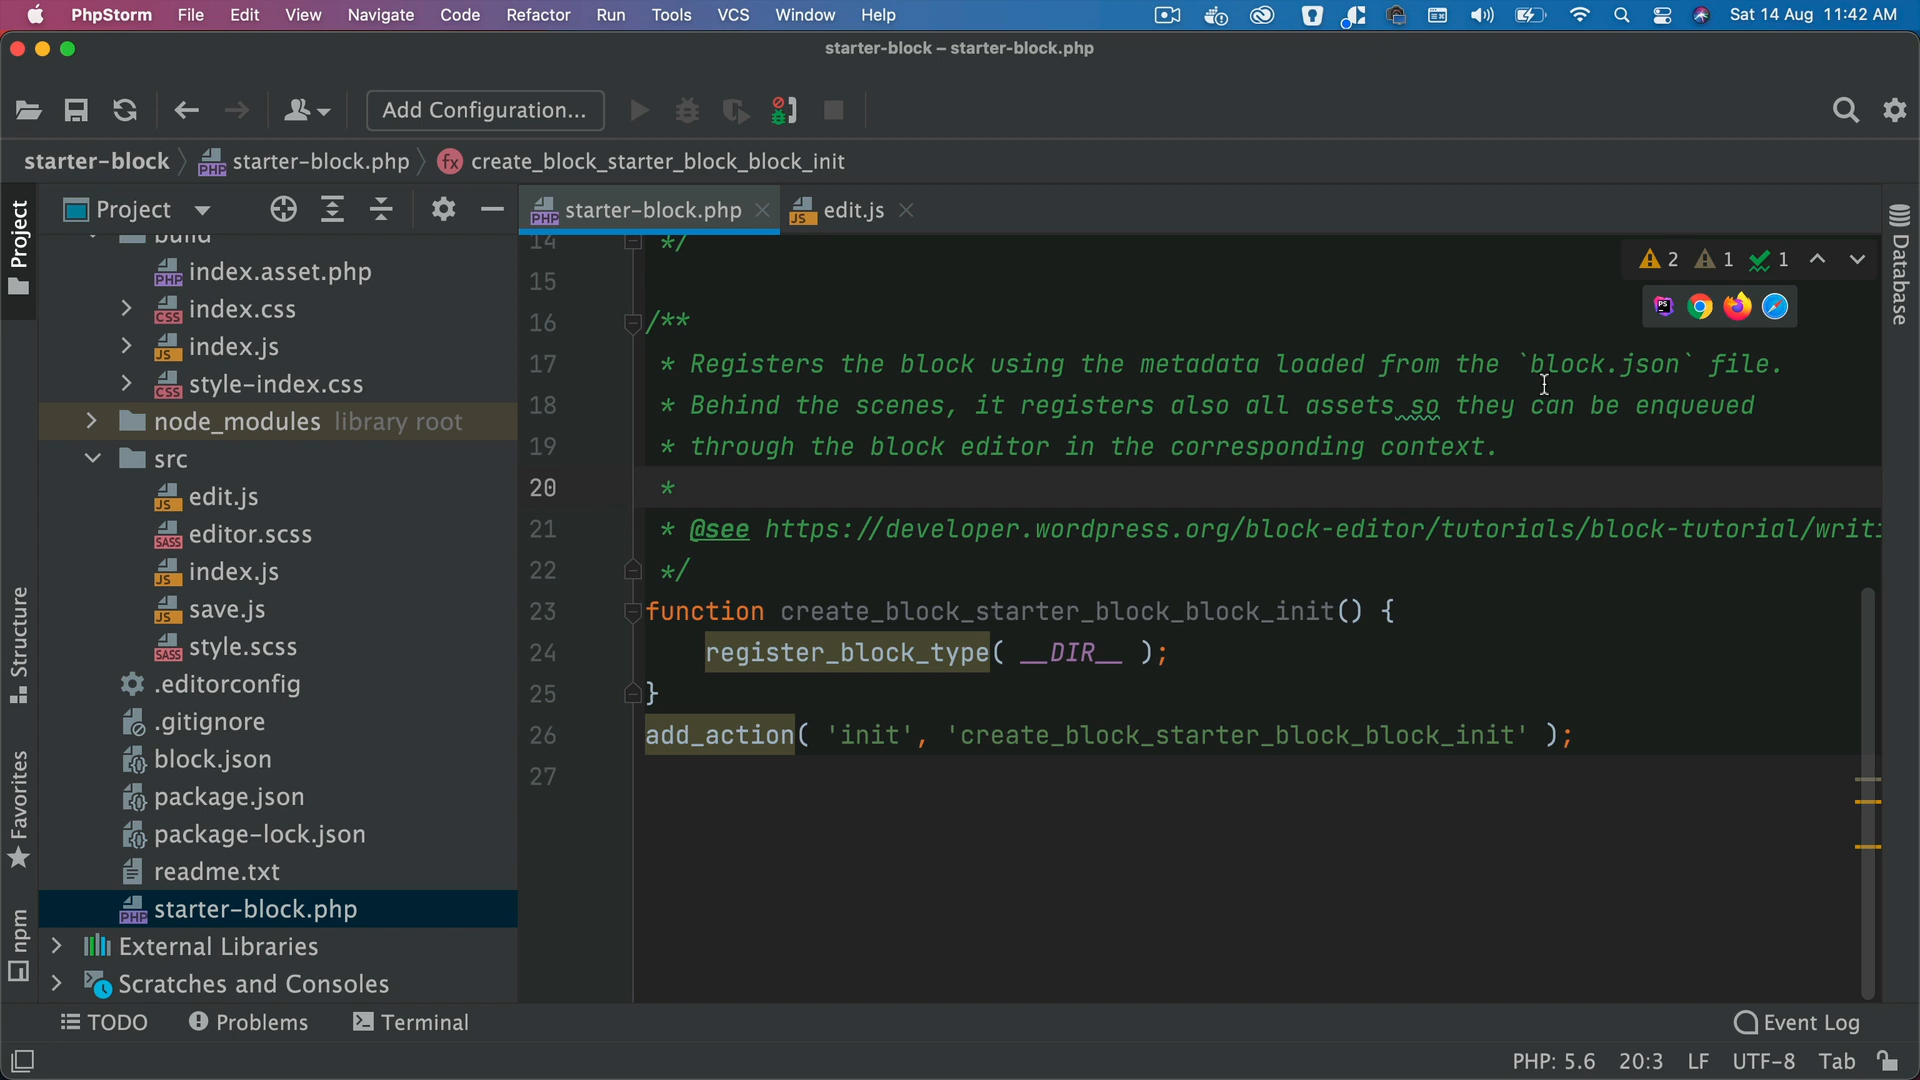 PhpStorm File Edit View Navigate Code Refactor Run Tools VCS Window Help Sat 14 Aug 11:42 AM
starter-block – starter-block.php
Add Configuration...
starter-block starter-block.php create_block_starter_block_block_init
Project
Project
starter-block.php
edit.js
Database
build
index.asset.php
index.css
index.js
style-index.css
node_modules library root
src
edit.js
editor.scss
index.js
save.js
style.scss
.editorconfig
.gitignore
block.json
package.json
package-lock.json
readme.txt
starter-block.php
External Libraries
Scratches and Consoles
Structure
Favorites
npm
2 1 1
14 */
15
16 /**
17 * Registers the block using the metadata loaded from the `block.json` file.
18 * Behind the scenes, it registers also all assets so they can be enqueued
19 * through the block editor in the corresponding context.
20 *
21 * @see https://developer.wordpress.org/block-editor/tutorials/block-tutorial/writi
22 */
23 function create_block_starter_block_block_init() {
24 register_block_type( __DIR__ );
25 }
26 add_action( 'init', 'create_block_starter_block_block_init' );
27
TODO Problems Terminal Event Log
PHP: 5.6 20:3 LF UTF-8 Tab